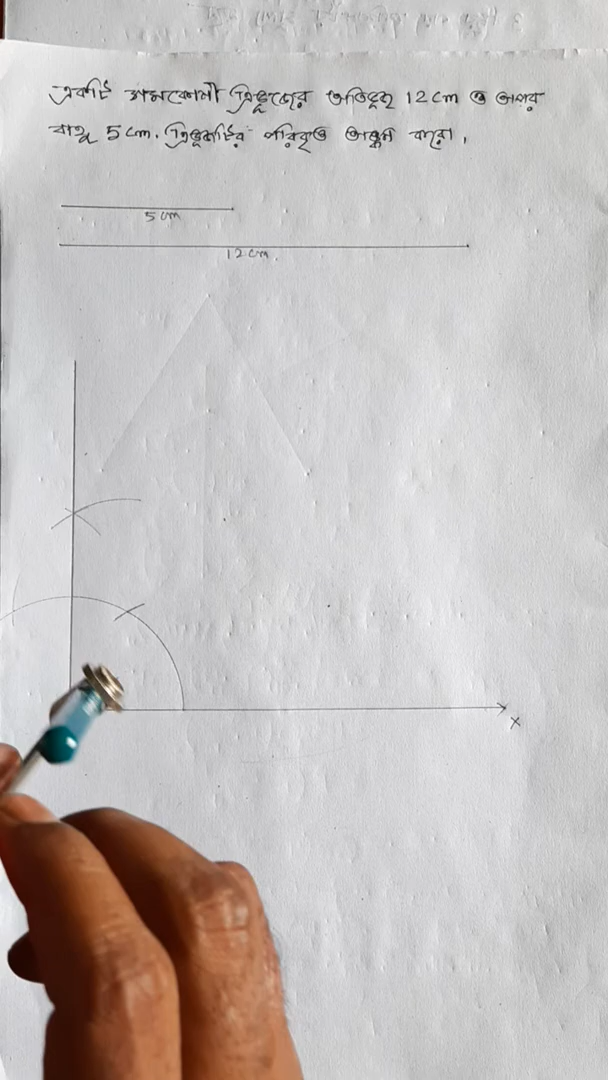 একটি সমকোনী ত্রিভূজের অতিভূজ 12 cm ও অপর
বাহু 5 cm. ত্রিভূজটির পরিবৃত্ত অঙ্কন করো।
5 cm
12 cm.
x